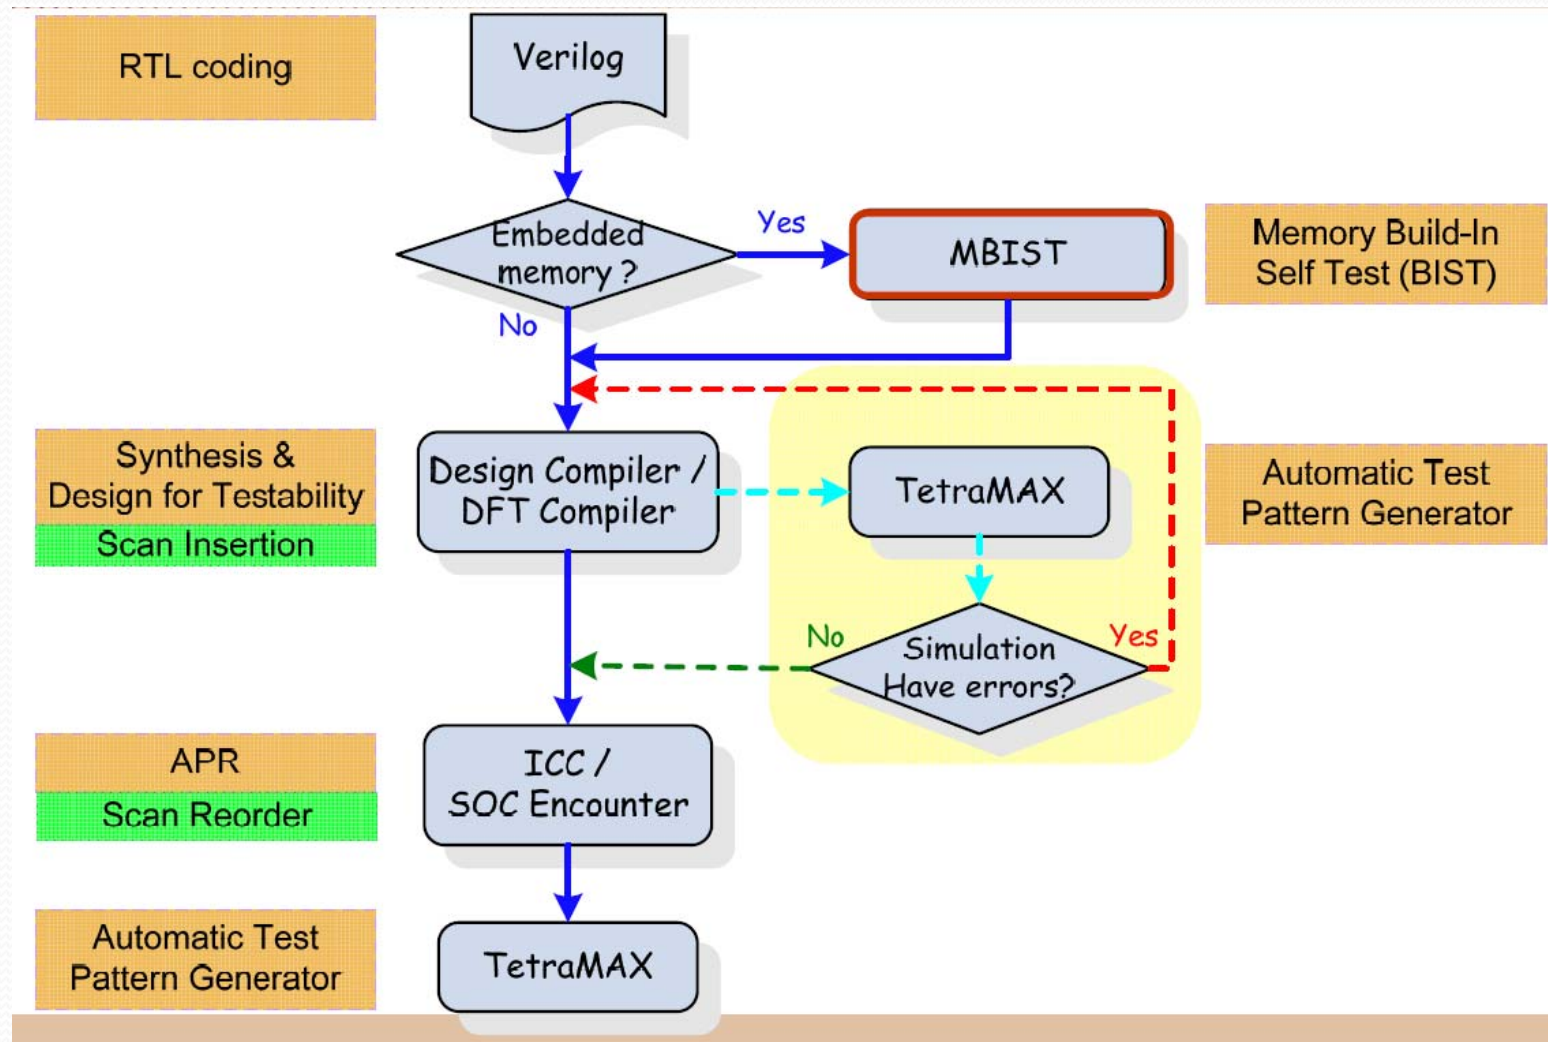 RTL coding
Verilog
Embedded
memory ?
Yes
No
MBIST
Memory Build-In
Self Test (BIST)
Synthesis &
Design for Testability
Scan Insertion
Design Compiler /
DFT Compiler
TetraMAX
Automatic Test
Pattern Generator
No
Simulation
Have errors?
Yes
APR
Scan Reorder
ICC /
SOC Encounter
Automatic Test
Pattern Generator
TetraMAX